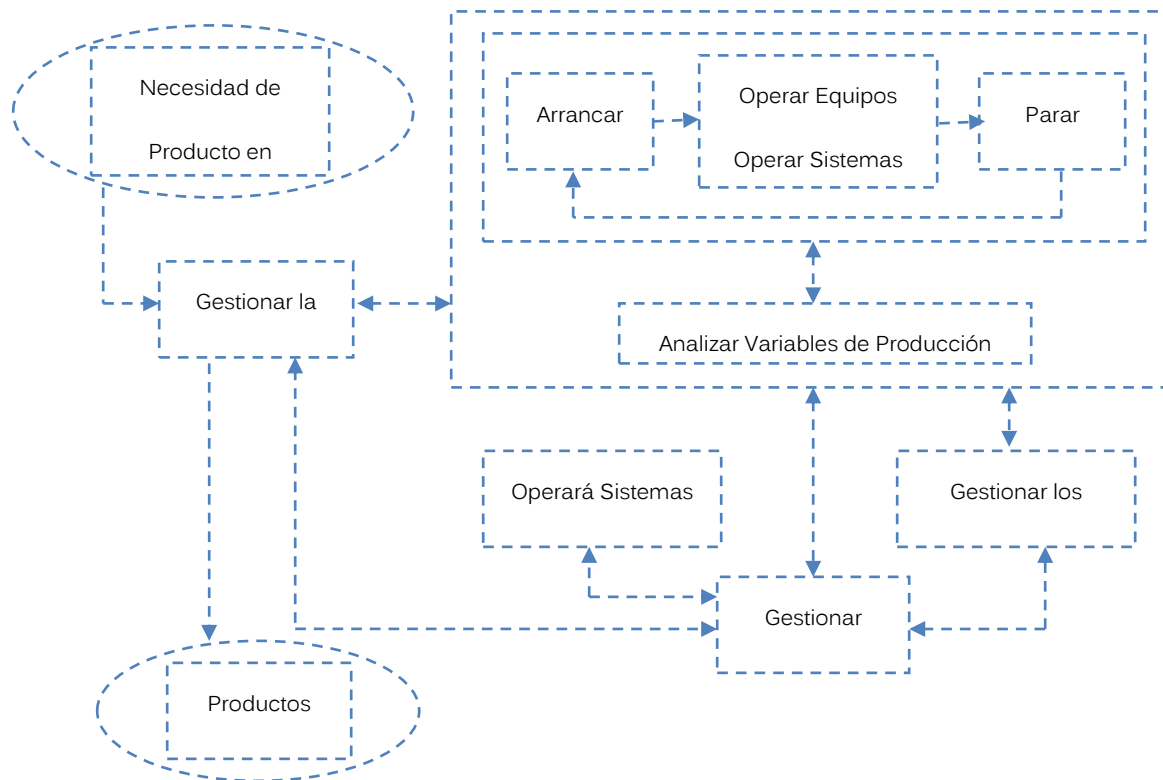 Necesidad de
Producto en
Arrancar
Operar Equipos
Operar Sistemas
Parar
Gestionar la
Analizar Variables de Producción
Operará Sistemas
Gestionar los
Gestionar
Productos